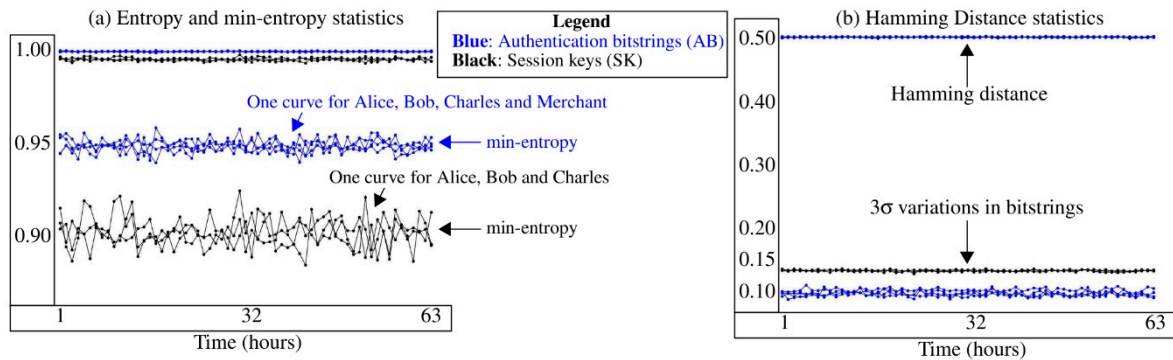 (a) Entropy and min-entropy statistics
1.00
0.95
0.90
One curve for Alice, Bob, Charles and Merchant
min-entropy
One curve for Alice, Bob and Charles
min-entropy
1 32 63
Time (hours)
Legend
Blue: Authentication bitstrings (AB)
Black: Session keys (SK)
(b) Hamming Distance statistics
0.50
0.40
0.30
0.20
0.15
0.10
Hamming distance
3σ variations in bitstrings
1 32 63
Time (hours)